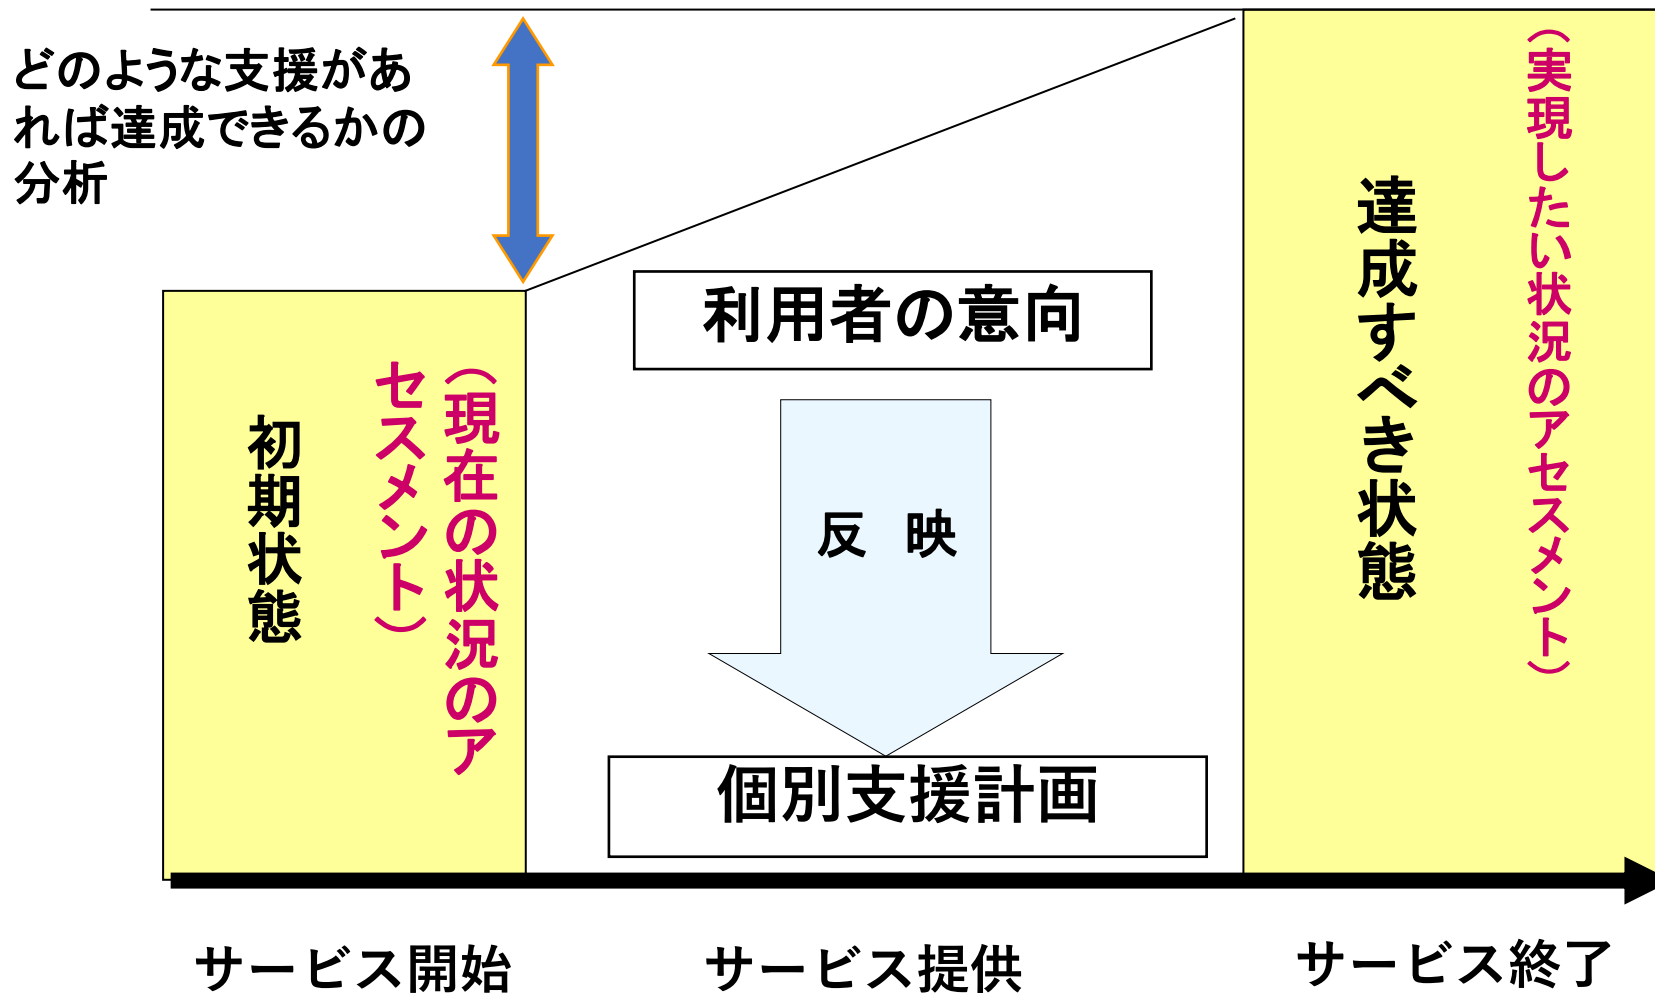 どのような支援があ
れば達成できるかの
分析
初期状態
（現在の状況のア
セスメント）
利用者の意向
反　映
個別支援計画
達成すべき状態
（実現したい状況のアセスメント）
サービス開始
サービス提供
サービス終了